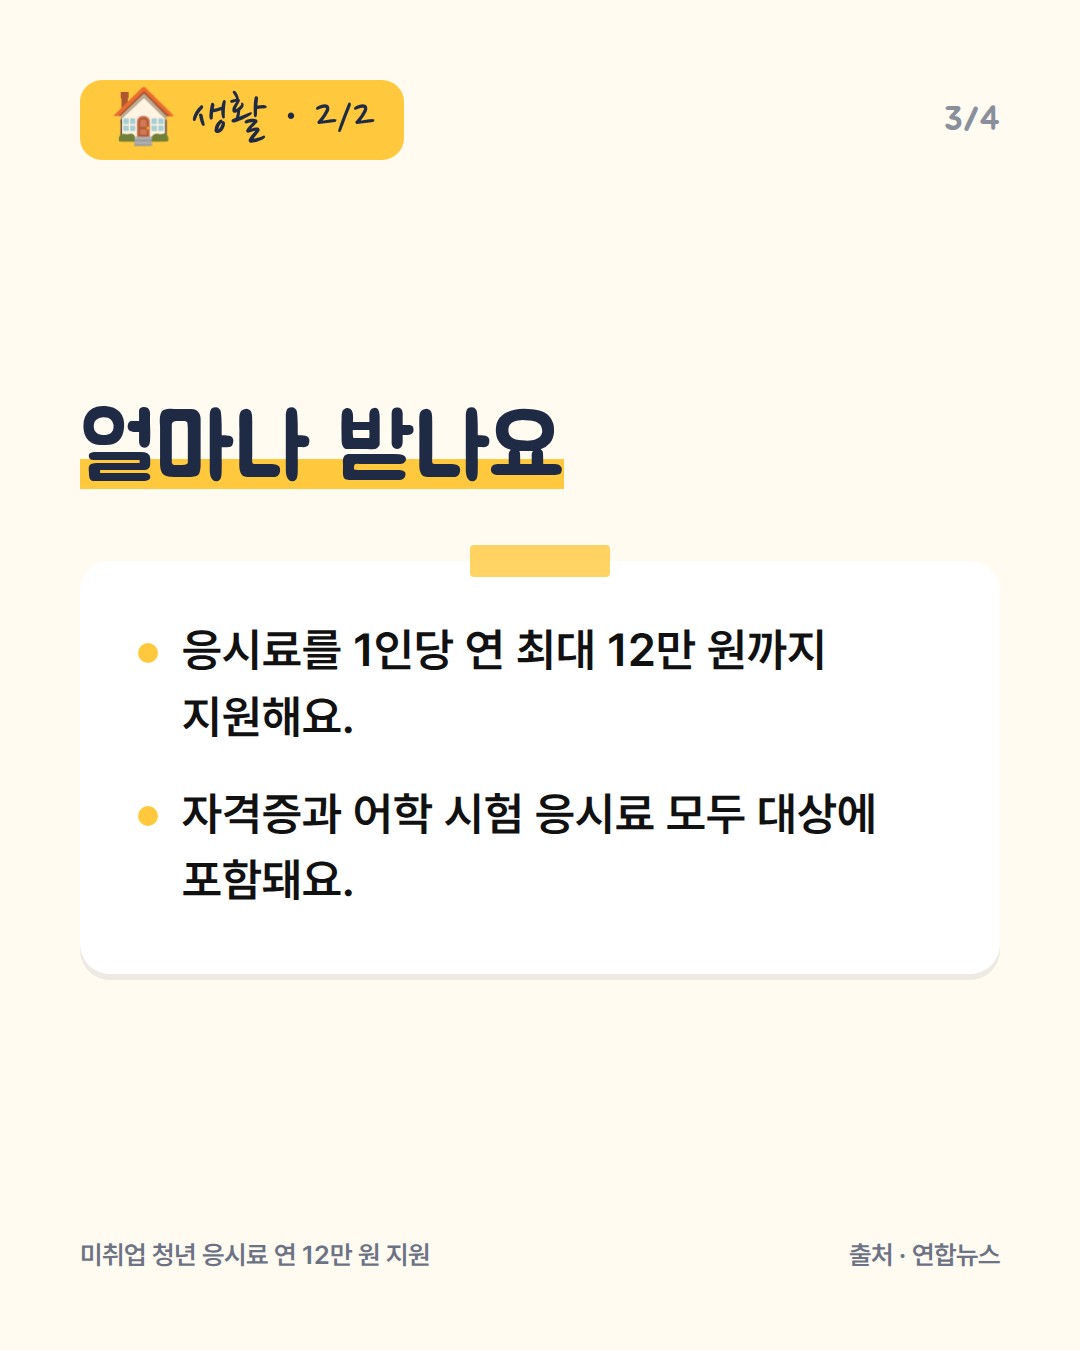 생활 · 2/2
3/4
얼마나 받나요
응시료를 1인당 연 최대 12만 원까지
지원해요.
자격증과 어학 시험 응시료 모두 대상에
포함돼요.
미취업 청년 응시료 연 12만 원 지원
출처 · 연합뉴스